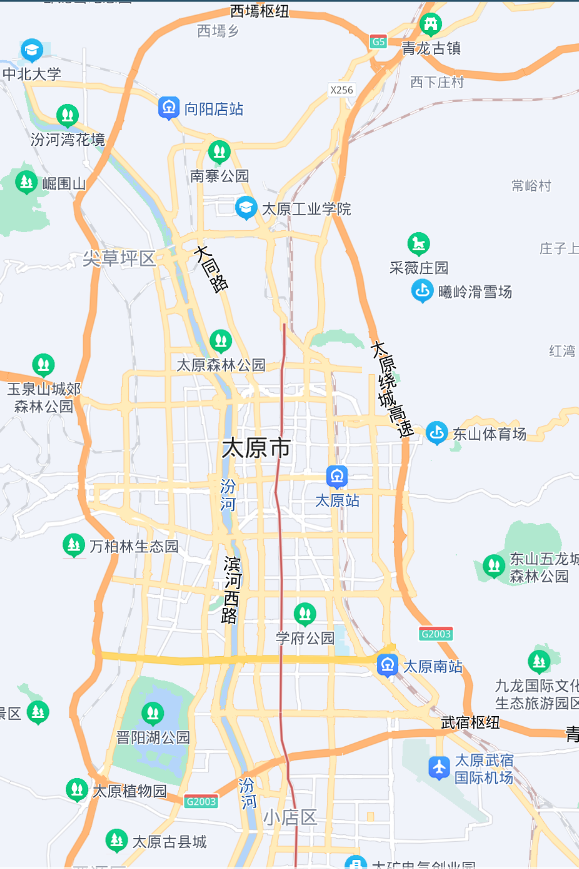 西墕枢纽
西墕乡
G5
青龙古镇
中北大学
X256
西下庄村
向阳店站
汾河湾花境
南寨公园
崛围山
常峪村
太原工业学院
尖草坪区
大同路
采薇庄园
庄子上
曦岭滑雪场
太原森林公园
太原绕城高速
红湾
玉泉山城郊
森林公园
东山体育场
太原市
汾河
太原站
万柏林生态园
东山五龙城
森林公园
滨河西路
学府公园
G2003
太原南站
九龙国际文化
生态旅游园区
景区
晋阳湖公园
武宿枢纽
青
太原武宿
国际机场
太原植物园
G2003
汾河
小店区
太原古县城